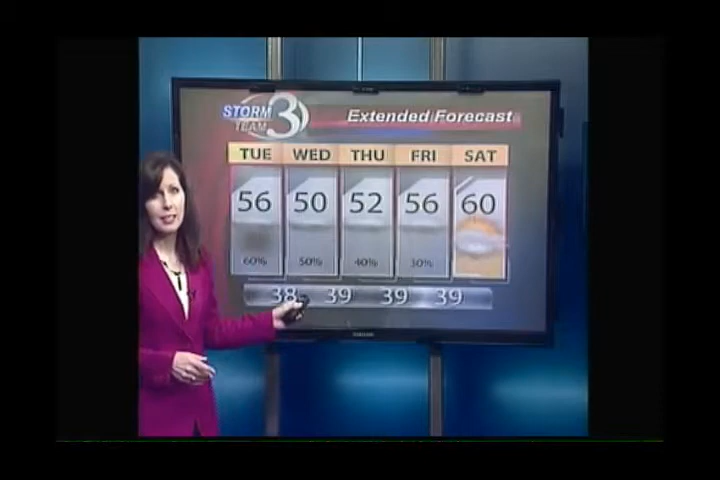 STORM TEAM 3
Extended Forecast
TUE WED THU FRI SAT
56 50 52 56 60
60% 50% 40% 30%
38 39 39 39
SAMSUNG